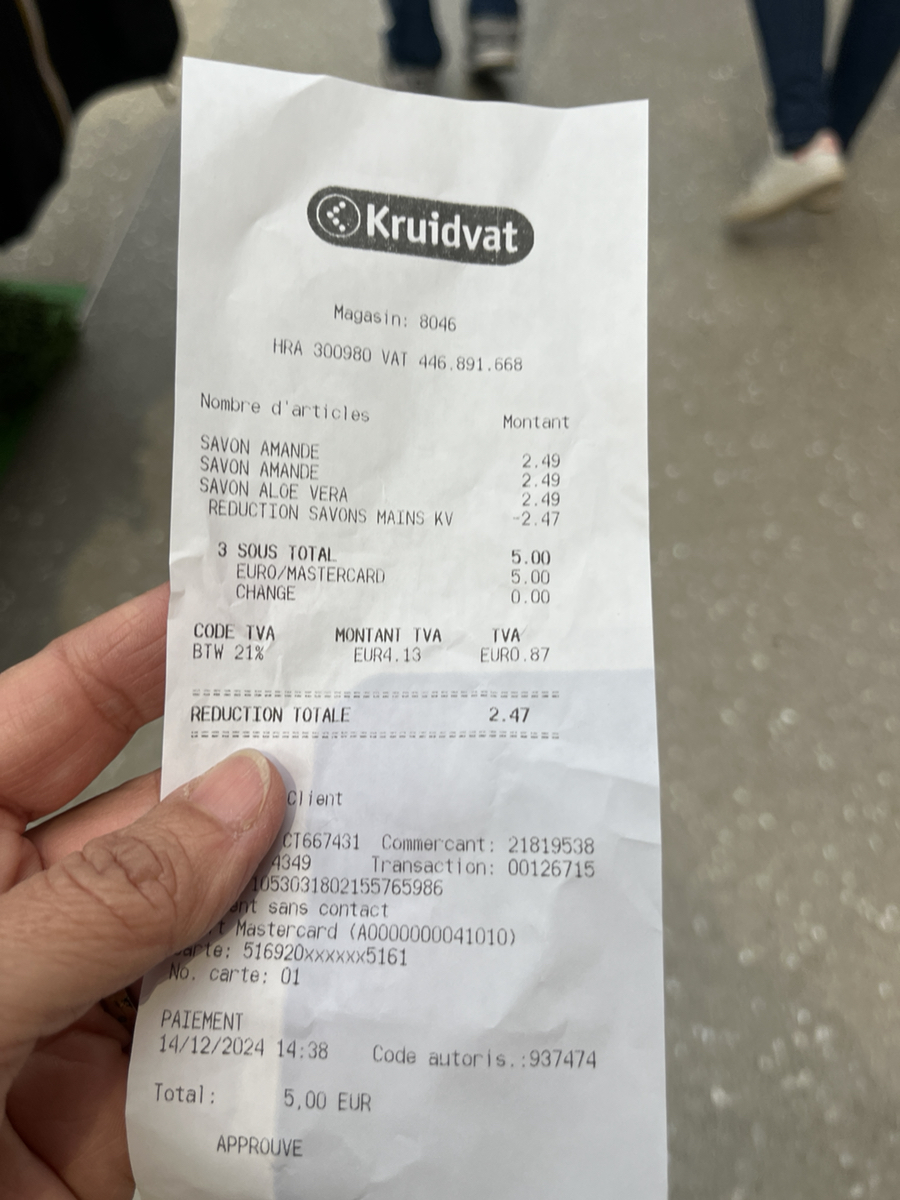 Kruidvat
Magasin: 8046
HRA 300980 VAT 446.891.668
Nombre d'articles Montant
SAVON AMANDE 2.49
SAVON AMANDE 2.49
SAVON ALOE VERA 2.49
REDUCTION SAVONS MAINS KV -2.47
3 SOUS TOTAL 5.00
EURO/MASTERCARD 5.00
CHANGE 0.00
CODE TVA MONTANT TVA TVA
BTW 21% EUR4.13 EUR0.87
REDUCTION TOTALE 2.47
Client
CT667431 Commercant: 21819538
4349 Transaction: 00126715
1053031802155765986
sans contact
Mastercard (A0000000041010)
516920xxxxxx5161
No. carte: 01
PAIEMENT
14/12/2024 14:38 Code autoris.:937474
Total: 5,00 EUR
APPROUVE